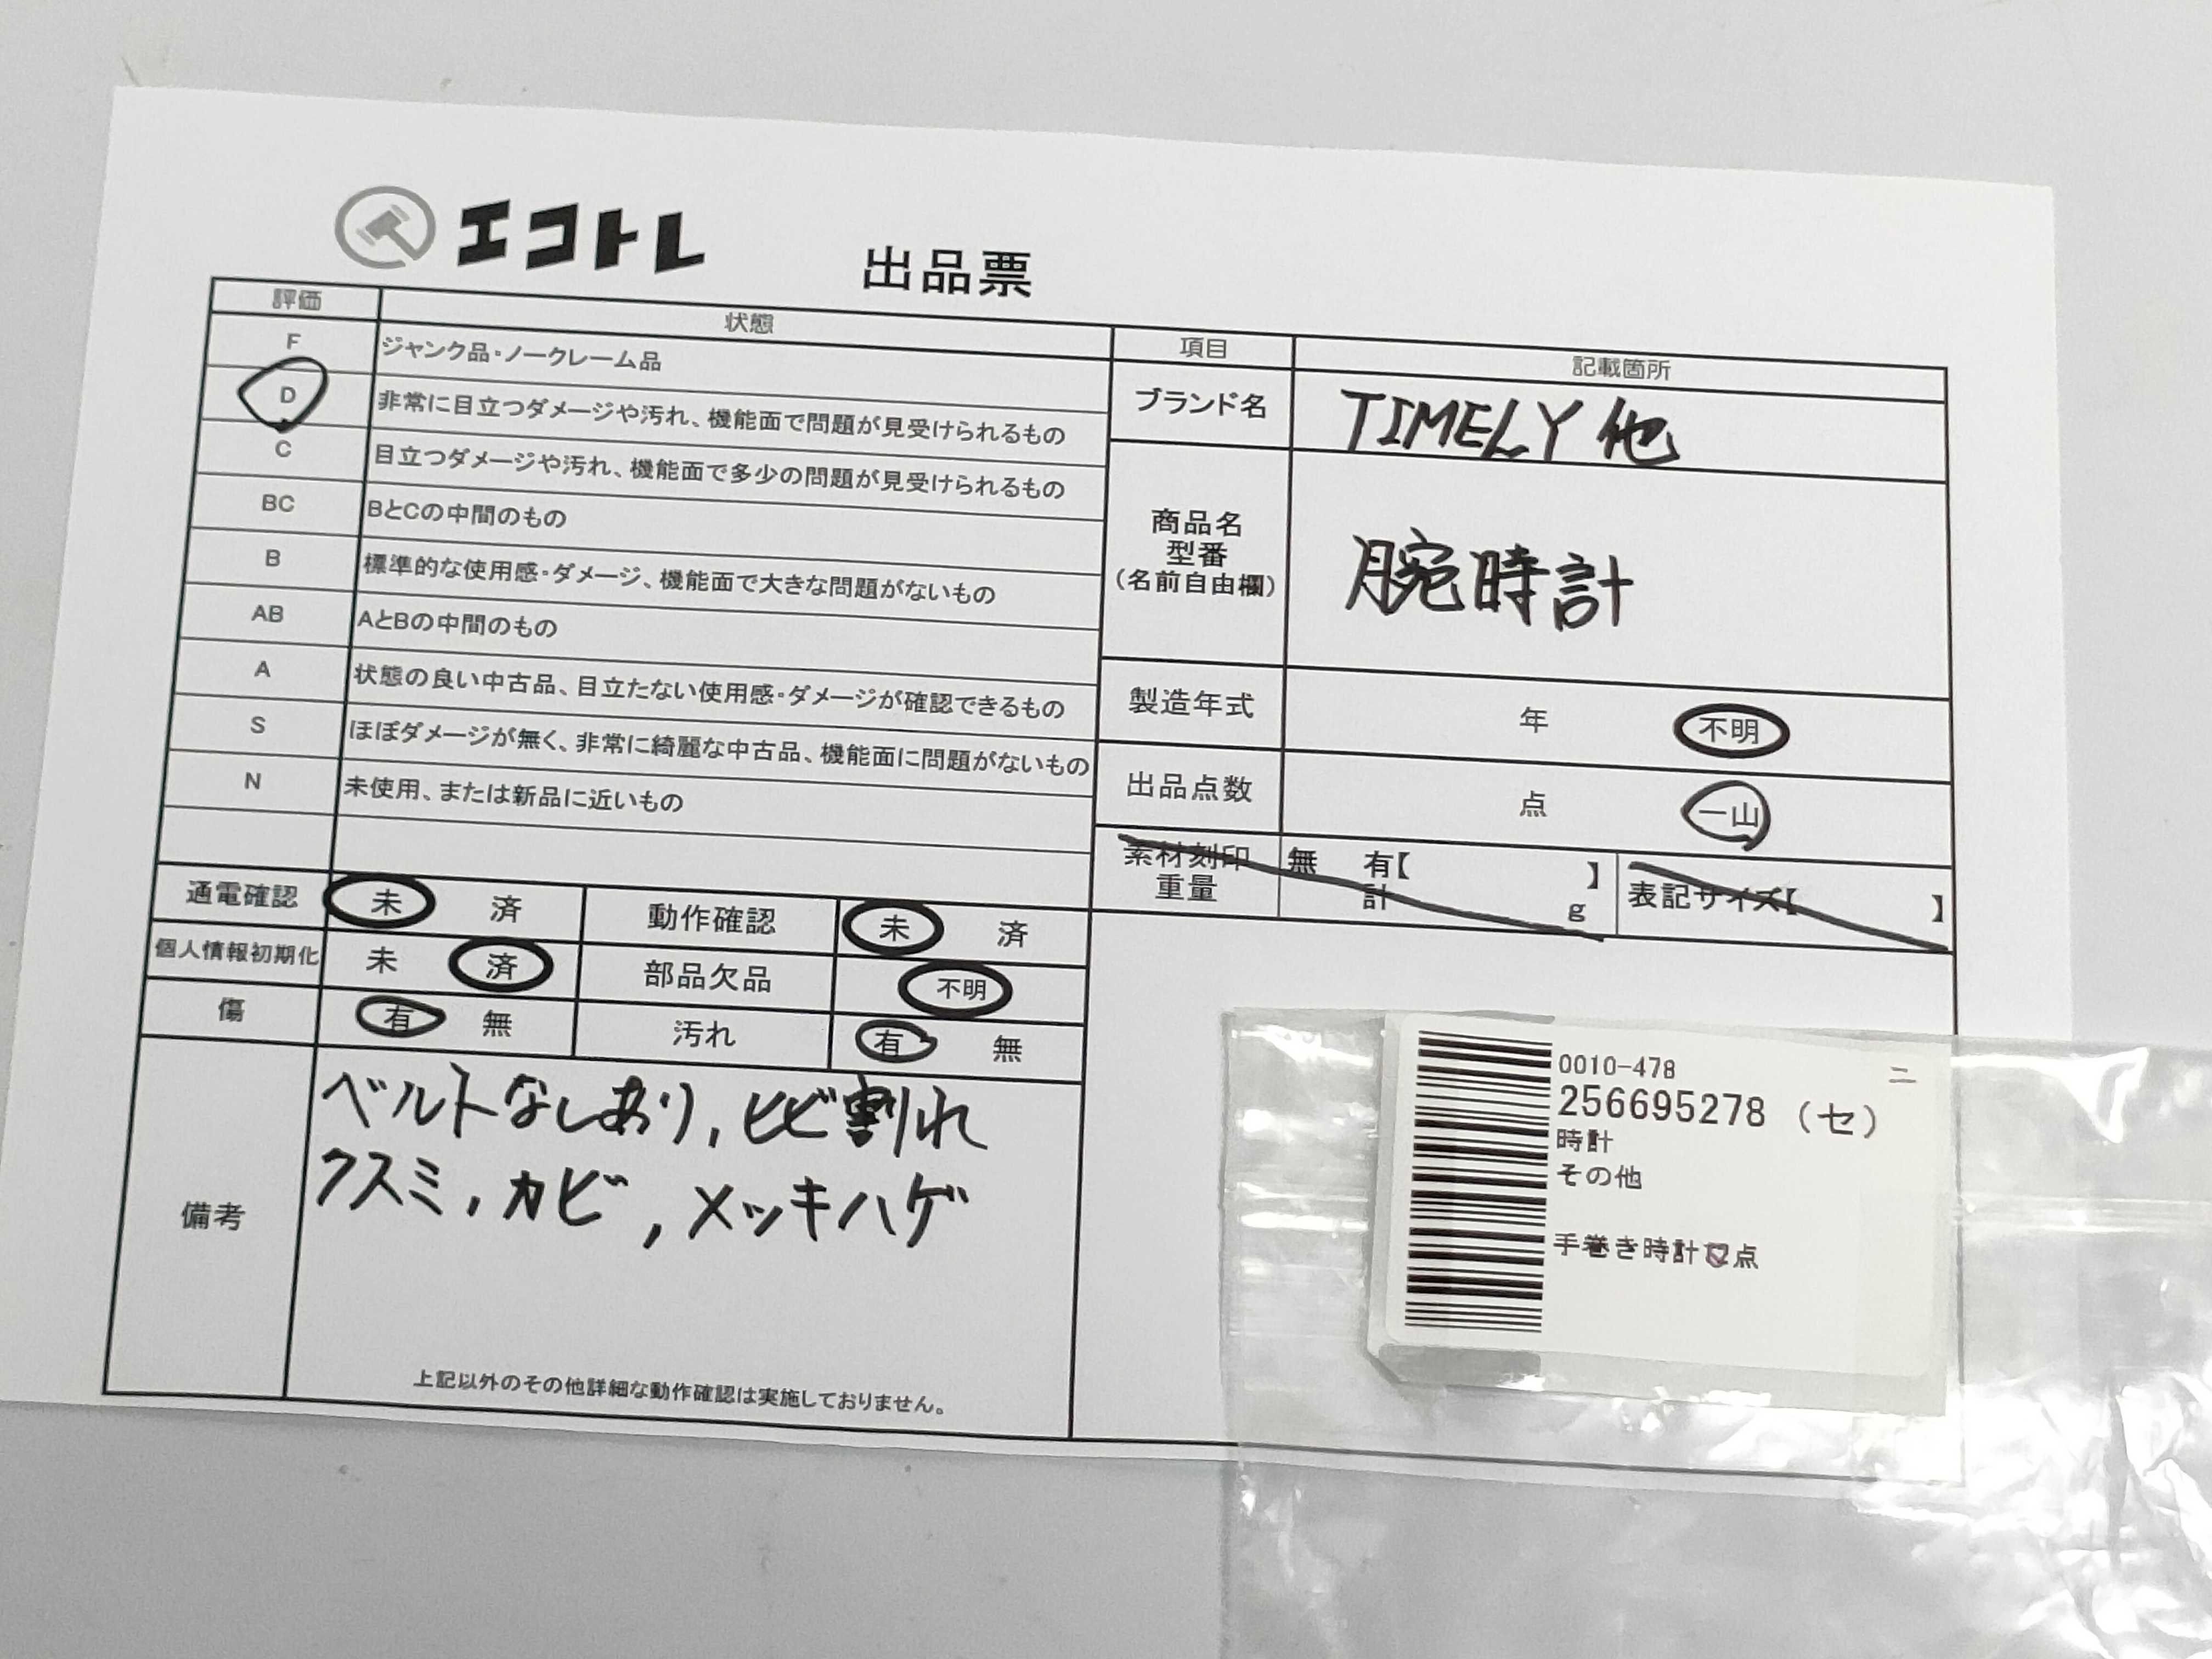 エコトレ 出品票
評価 状態
F ジャンク品・ノークレーム品
D 非常に目立つダメージや汚れ、機能面で問題が見受けられるもの
C 目立つダメージや汚れ、機能面で多少の問題が見受けられるもの
BC BとCの中間のもの
B 標準的な使用感・ダメージ、機能面で大きな問題がないもの
AB AとBの中間のもの
A 状態の良い中古品、目立たない使用感・ダメージが確認できるもの
S ほぼダメージが無く、非常に綺麗な中古品、機能面に問題がないもの
N 未使用、または新品に近いもの
通電確認 未 済 動作確認 未 済
個人情報初期化 未 済 部品欠品 不明
傷 有 無 汚れ 有 無
備考
ベルトなしあり,ヒビ割れ
クスミ,カビ,メッキハゲ
上記以外のその他詳細な動作確認は実施しておりません。
項目 記載箇所
ブランド名 TIMELY 他
商品名
型番
(名前自由欄)
腕時計
製造年式 年 不明
出品点数 点 一山
素材刻印 無 有【 】 表記サイズ【 】
重量 計 g
0010-478 ニ
256695278 (セ)
時計
その他
手巻き時計 点